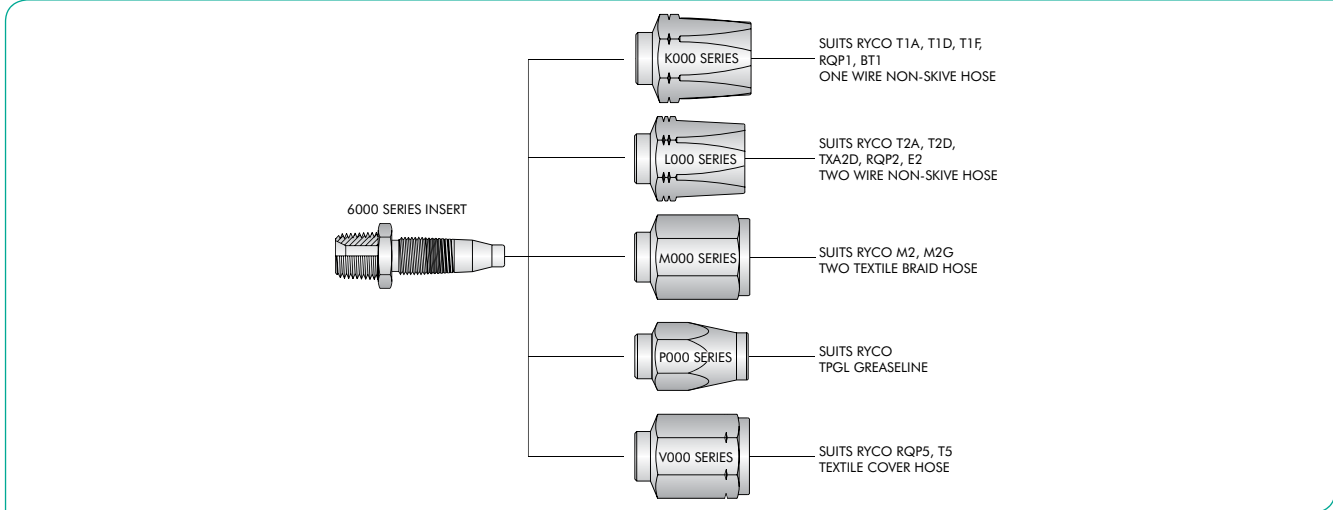 6000 SERIES INSERT
K000 SERIES
SUITS RYCO T1A, T1D, T1F,
RQP1, BT1
ONE WIRE NON-SKIVE HOSE
L000 SERIES
SUITS RYCO T2A, T2D,
TXA2D, RQP2, E2
TWO WIRE NON-SKIVE HOSE
M000 SERIES
SUITS RYCO M2, M2G
TWO TEXTILE BRAID HOSE
P000 SERIES
SUITS RYCO
TPGL GREASELINE
V000 SERIES
SUITS RYCO RQP5, T5
TEXTILE COVER HOSE